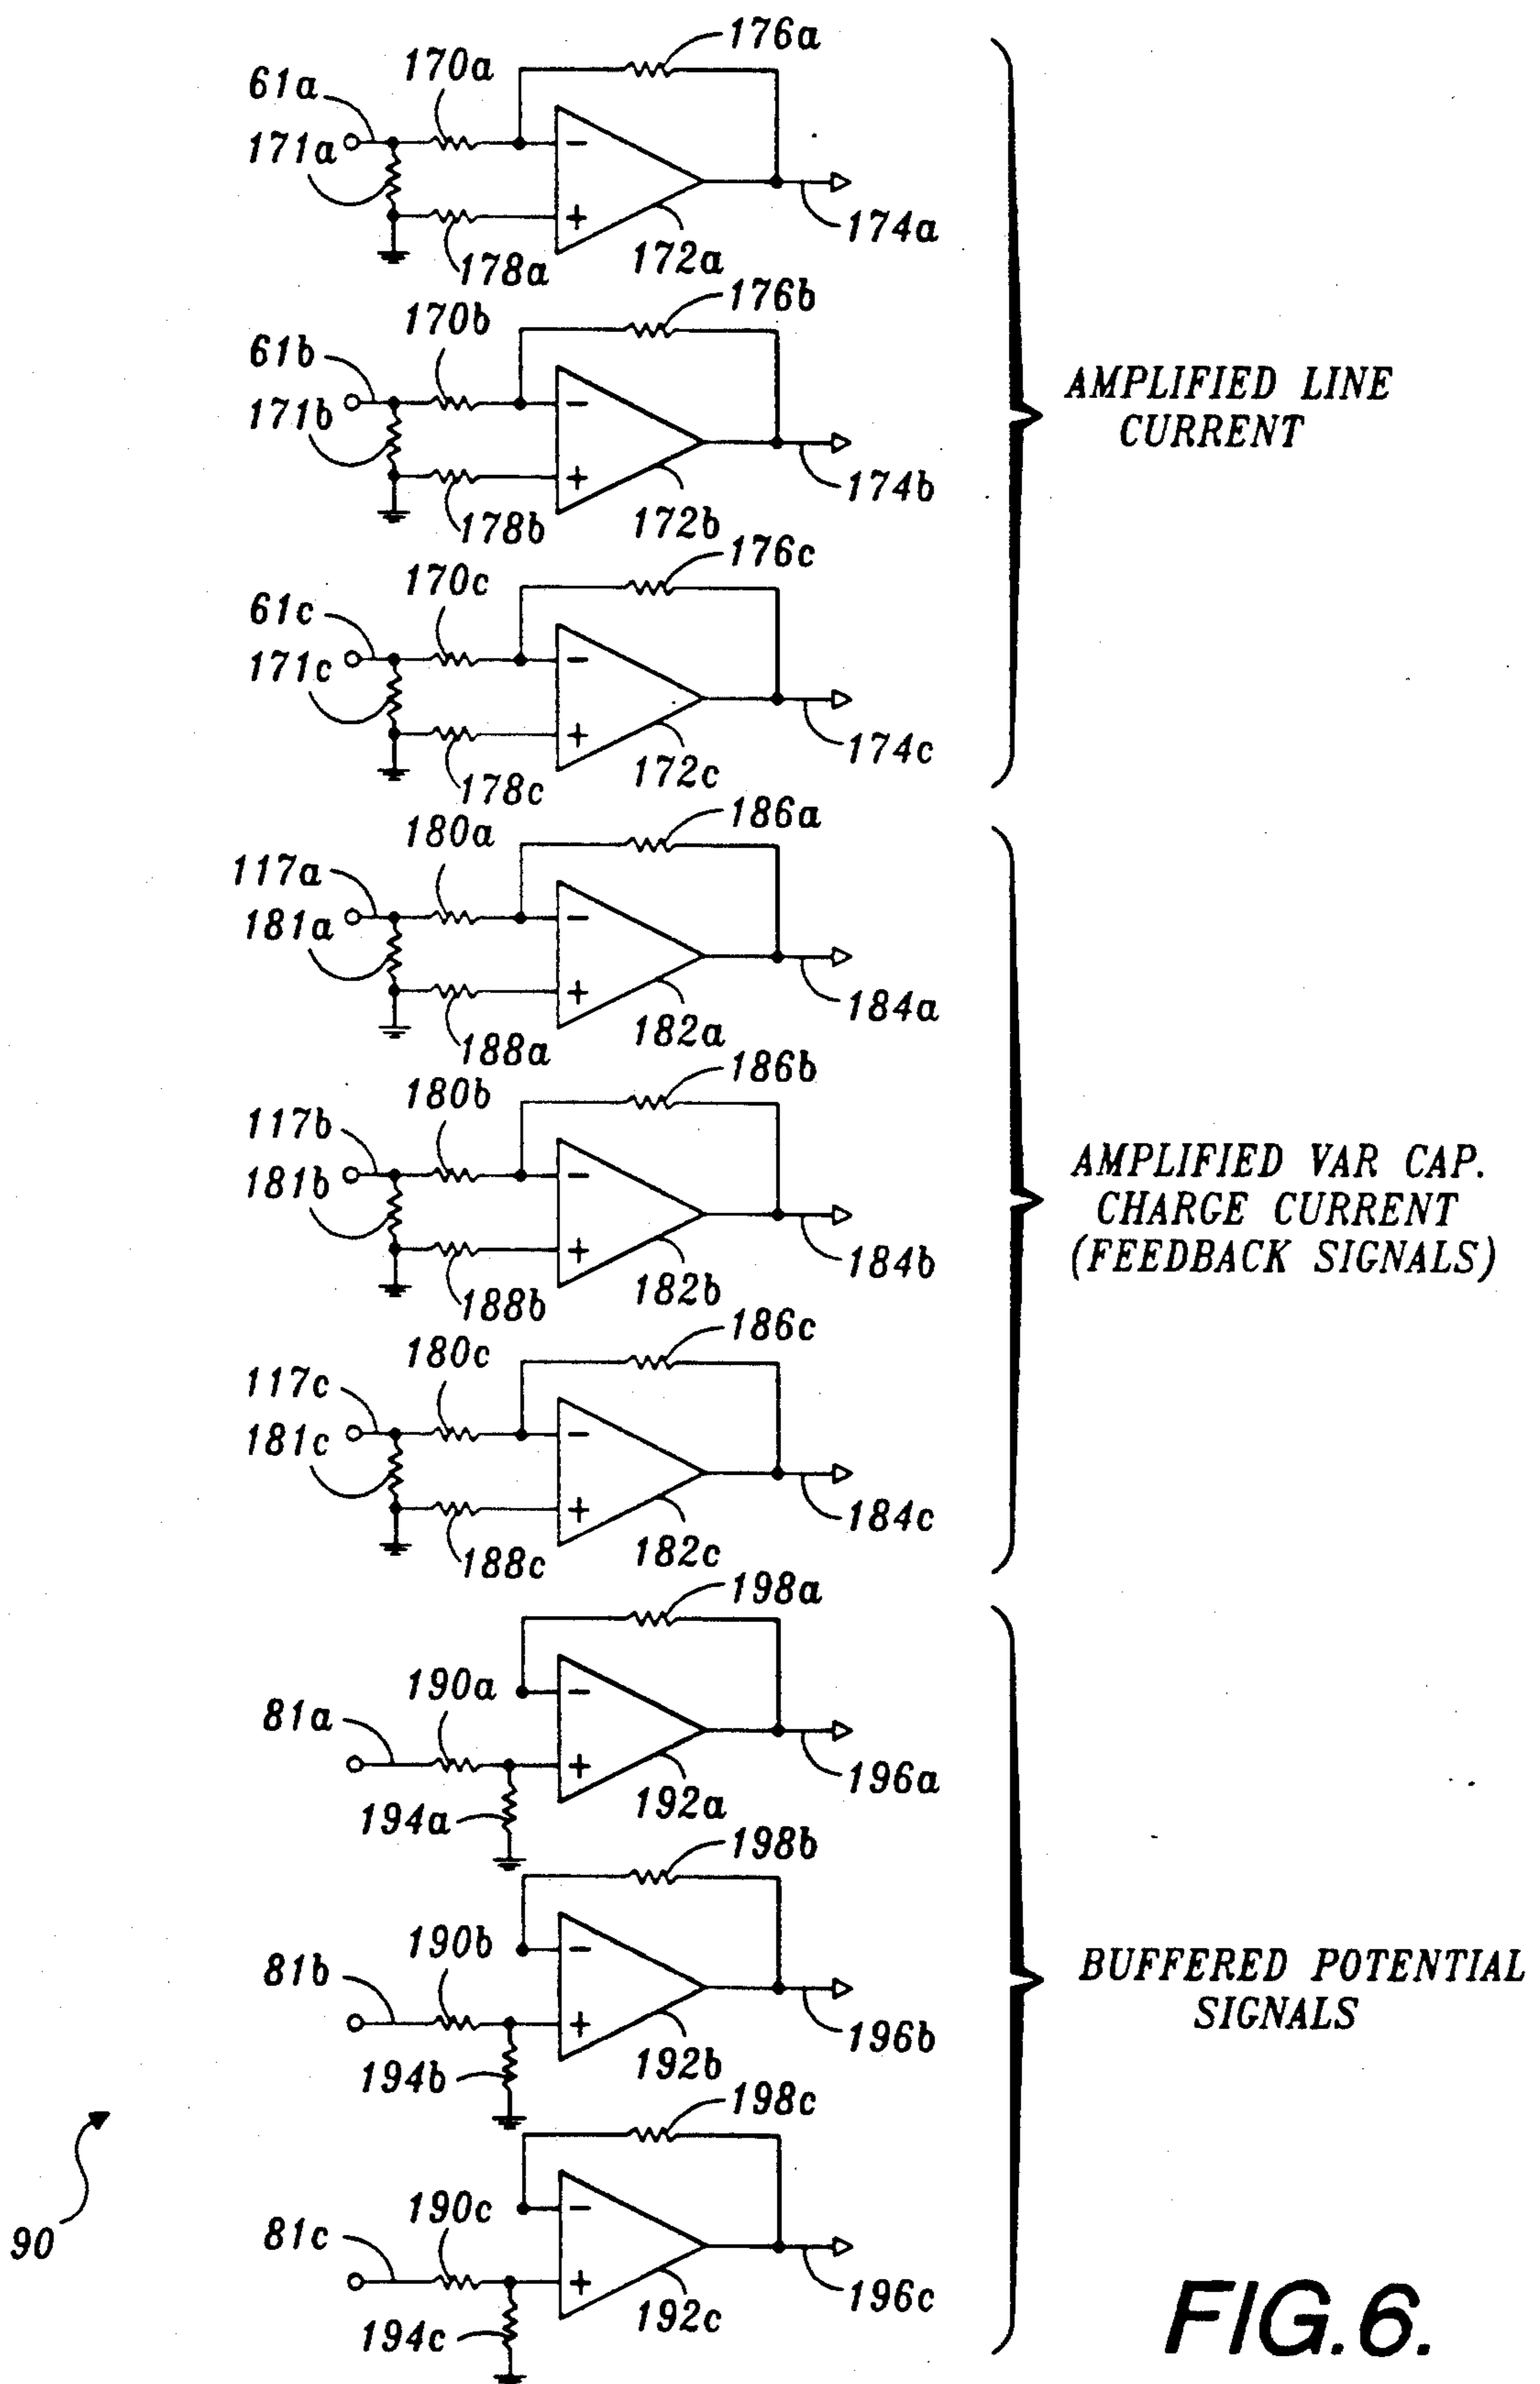 176a
170a
61a
171a
−
+
174a
172a
178a
176b
170b
61b
171b
−
+
174b
172b
178b
AMPLIFIED LINE
CURRENT
176c
170c
61c
171c
−
+
174c
172c
178c
186a
180a
117a
181a
−
+
184a
182a
188a
186b
180b
117b
181b
−
+
184b
182b
188b
AMPLIFIED VAR CAP.
CHARGE CURRENT
(FEEDBACK SIGNALS)
186c
180c
117c
181c
−
+
184c
182c
188c
198a
190a
81a
−
+
196a
192a
194a
198b
190b
81b
−
+
196b
192b
194b
BUFFERED POTENTIAL
SIGNALS
198c
190c
81c
−
+
196c
192c
194c
90
FIG.6.